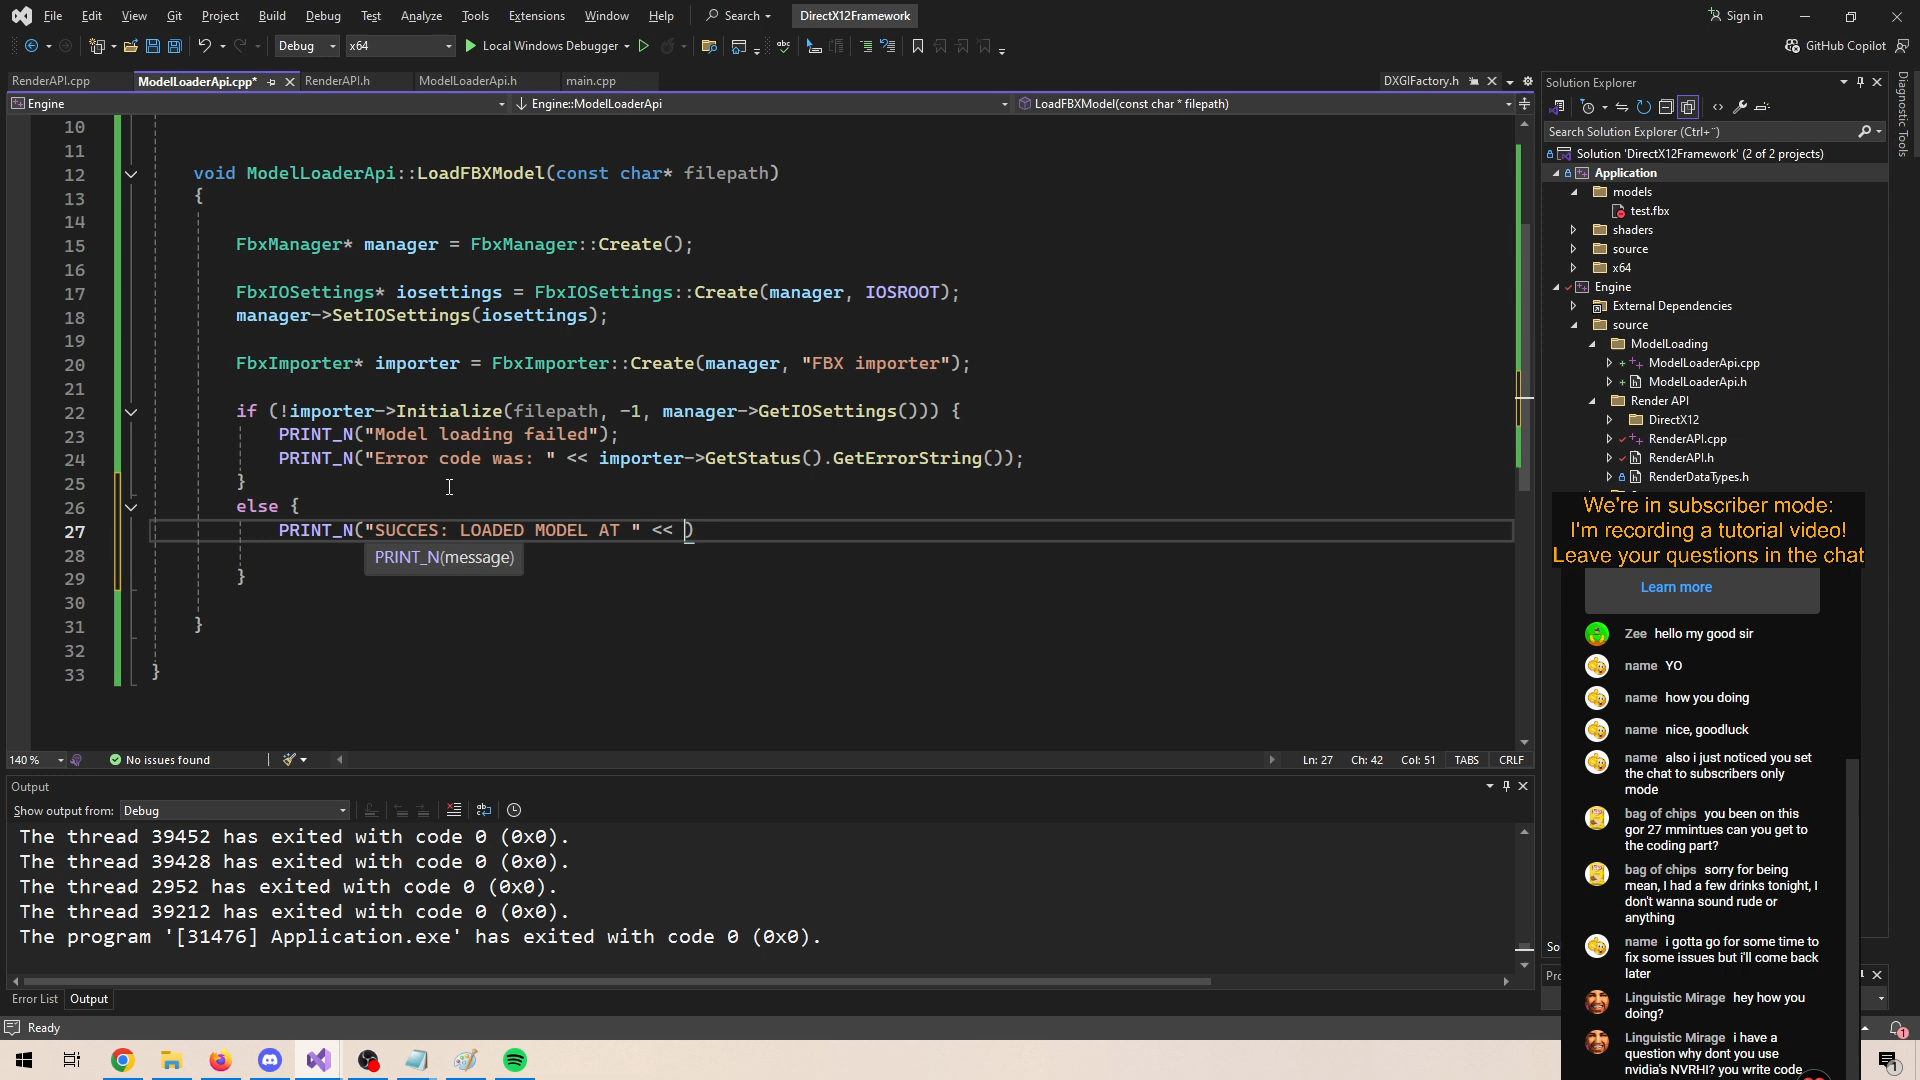 File Edit View Git Project Build Debug Test Analyze Tools Extensions Window Help Search DirectX12Framework Sign in
Debug x64 Local Windows Debugger GitHub Copilot
RenderAPI.cpp ModelLoaderApi.cpp* RenderAPI.h ModelLoaderApi.h main.cpp DXGIFactory.h
Engine Engine::ModelLoaderApi LoadFBXModel(const char * filepath)
10
11
12 void ModelLoaderApi::LoadFBXModel(const char* filepath)
13 {
14
15 FbxManager* manager = FbxManager::Create();
16
17 FbxIOSettings* iosettings = FbxIOSettings::Create(manager, IOSROOT);
18 manager->SetIOSettings(iosettings);
19
20 FbxImporter* importer = FbxImporter::Create(manager, "FBX importer");
21
22 if (!importer->Initialize(filepath, -1, manager->GetIOSettings())) {
23 PRINT_N("Model loading failed");
24 PRINT_N("Error code was: " << importer->GetStatus().GetErrorString());
25 }
26 else {
27 PRINT_N("SUCCES: LOADED MODEL AT " << )
PRINT_N(message)
28
29 }
30
31 }
32
33 }
140 % No issues found Ln: 27 Ch: 42 Col: 51 TABS CRLF
Output
Show output from: Debug
The thread 39452 has exited with code 0 (0x0).
The thread 39428 has exited with code 0 (0x0).
The thread 2952 has exited with code 0 (0x0).
The thread 39212 has exited with code 0 (0x0).
The program '[31476] Application.exe' has exited with code 0 (0x0).
Error List Output
Ready
Solution Explorer
Search Solution Explorer (Ctrl+¨)
Solution 'DirectX12Framework' (2 of 2 projects)
Application
models
test.fbx
shaders
source
x64
Engine
External Dependencies
source
ModelLoading
ModelLoaderApi.cpp
ModelLoaderApi.h
Render API
DirectX12
RenderAPI.cpp
RenderAPI.h
RenderDataTypes.h
So
Pro
Diagnostic Tools
We're in subscriber mode:
I'm recording a tutorial video!
Leave your questions in the chat
Learn more
Zee hello my good sir
name YO
name how you doing
name nice, goodluck
name also i just noticed you set
the chat to subscribers only
mode
bag of chips you been on this
gor 27 mmintues can you get to
the coding part?
bag of chips sorry for being
mean, I had a few drinks tonight, I
don't wanna sound rude or
anything
name i gotta go for some time to
fix some issues but i'll come back
later
Linguistic Mirage hey how you
doing?
Linguistic Mirage i have a
question why dont you use
nvidia's NVRHI? you write code
1
1